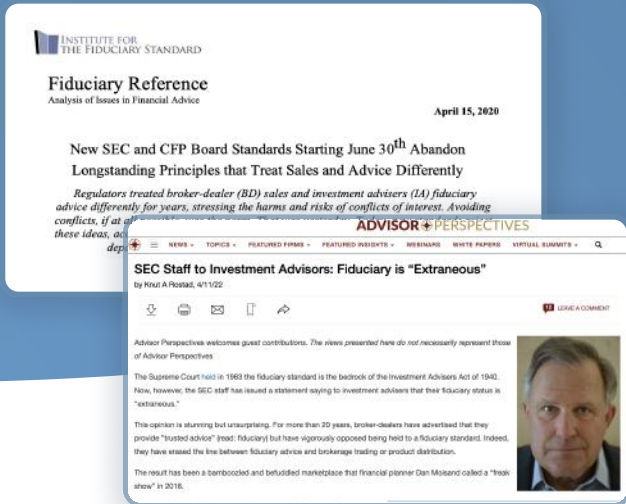 INSTITUTE FOR
THE FIDUCIARY STANDARD
Fiduciary Reference
Analysis of Issues in Financial Advice
April 15, 2020
New SEC and CFP Board Standards Starting June 30th Abandon
Longstanding Principles that Treat Sales and Advice Differently
Regulators treated broker-dealer (BD) sales and investment advisers (IA) fiduciary
advice differently for years, stressing the harms and risks of conflicts of interest. Avoiding
conflicts, if at all possible, was the norm.
these ideas,
ADVISOR PERSPECTIVES
NEWS TOPICS FEATURED FIRMS FEATURED INSIGHTS WEBINARS WHITE PAPERS VIRTUAL SUMMITS
SEC Staff to Investment Advisors: Fiduciary is “Extraneous”
by Knut A Rostad, 4/11/22
LEAVE A COMMENT
Advisor Perspectives welcomes guest contributions. The views presented here do not necessarily represent those
of Advisor Perspectives
The Supreme Court held in 1963 the fiduciary standard is the bedrock of the Investment Advisers Act of 1940.
Now, however, the SEC staff has issued a statement saying to investment advisers that their fiduciary status is
“extraneous.”
This opinion is stunning but unsurprising. For more than 20 years, broker-dealers have advertised that they
provide “trusted advice” (read: fiduciary) but have vigorously opposed being held to a fiduciary standard. Indeed,
they have erased the line between fiduciary advice and brokerage trading or product distribution.
The result has been a bamboozled and befuddled marketplace that financial planner Dan Moisand called a “freak
show” in 2016.